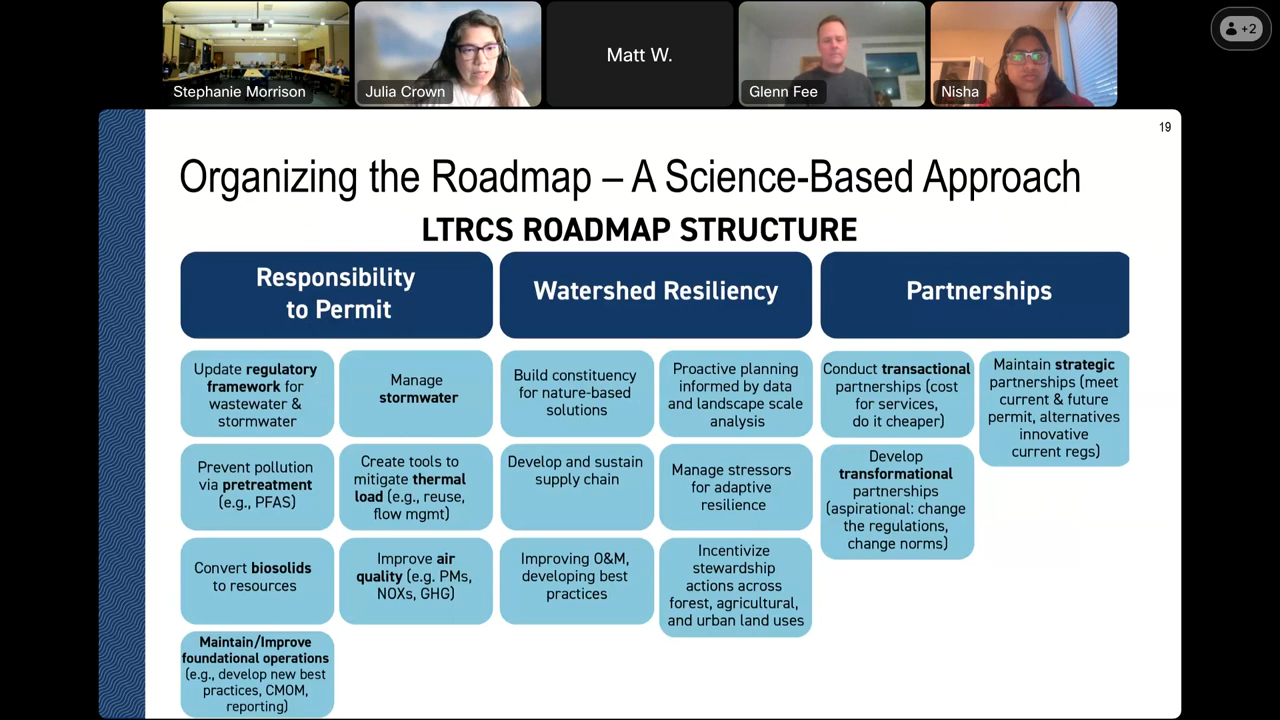 Stephanie Morrison
Julia Crown
Matt W.
Glenn Fee
Nisha
+2
19
Organizing the Roadmap – A Science-Based Approach
LTRCS ROADMAP STRUCTURE
Responsibility
to Permit
Watershed Resiliency
Partnerships
Update regulatory
framework for
wastewater &
stormwater
Manage
stormwater
Build constituency
for nature-based
solutions
Proactive planning
informed by data
and landscape scale
analysis
Conduct transactional
partnerships (cost
for services,
do it cheaper)
Maintain strategic
partnerships (meet
current & future
permit, alternatives
innovative
current regs)
Prevent pollution
via pretreatment
(e.g., PFAS)
Create tools to
mitigate thermal
load (e.g., reuse,
flow mgmt)
Develop and sustain
supply chain
Manage stressors
for adaptive
resilience
Develop
transformational
partnerships
(aspirational: change
the regulations,
change norms)
Convert biosolids
to resources
Improve air
quality (e.g. PMs,
NOXs, GHG)
Improving O&M,
developing best
practices
Incentivize
stewardship
actions across
forest, agricultural,
and urban land uses
Maintain/Improve
foundational operations
(e.g., develop new best
practices, CMOM,
reporting)